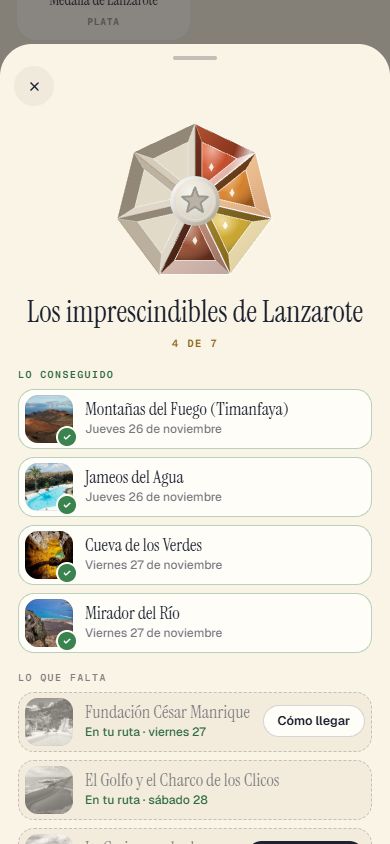 Medalla de Lanzarote
PLATA
Los imprescindibles de Lanzarote
4 DE 7
LO CONSEGUIDO
Montañas del Fuego (Timanfaya)
Jueves 26 de noviembre
Jameos del Agua
Jueves 26 de noviembre
Cueva de los Verdes
Viernes 27 de noviembre
Mirador del Río
Viernes 27 de noviembre
LO QUE FALTA
Fundación César Manrique
En tu ruta · viernes 27
Cómo llegar
El Golfo y el Charco de los Clicos
En tu ruta · sábado 28